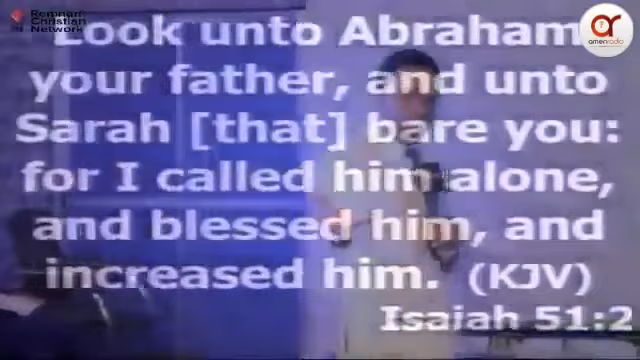 Remnant
Christian
Network
amenradio
Look unto Abraham
your father, and unto
Sarah [that] bare you:
for I called him alone,
and blessed him, and
increased him. (KJV)
Isaiah 51:2